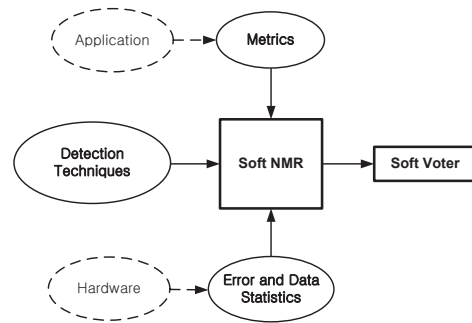 Application
Metrics
Detection
Techniques
Soft NMR
Soft Voter
Hardware
Error and Data
Statistics